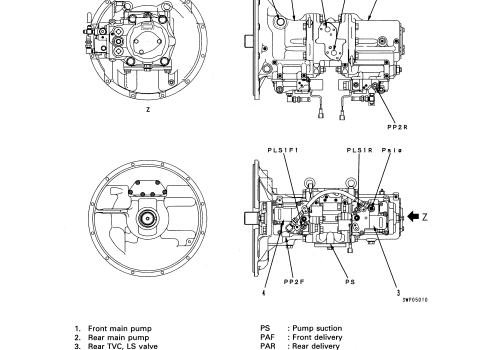 Z
PP2R
PLS1F1
PLS1R Psig
Z
PP2F
PS
4
3
SWP05010
1. Front main pump
2. Rear main pump
3. Rear TVC, LS valve
PS : Pump suction
PAF : Front delivery
PAR : Rear delivery